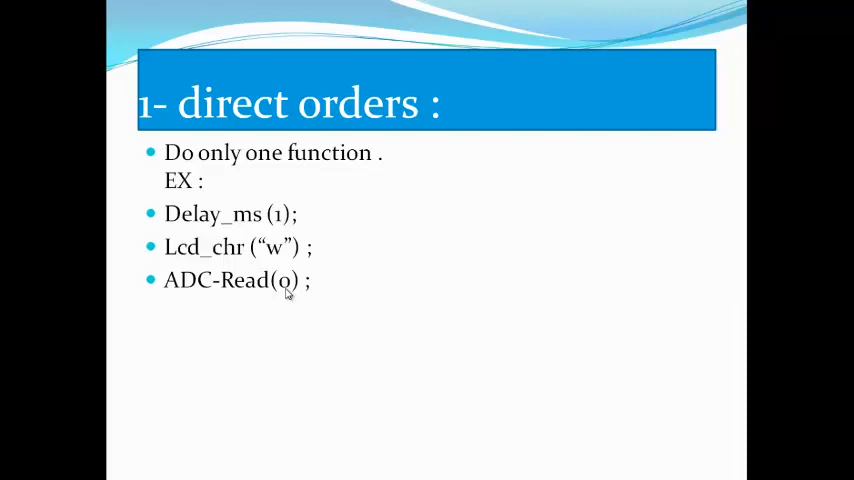 1- direct orders :
Do only one function .
EX :
Delay_ms (1);
Lcd_chr (“w”) ;
ADC-Read(0) ;